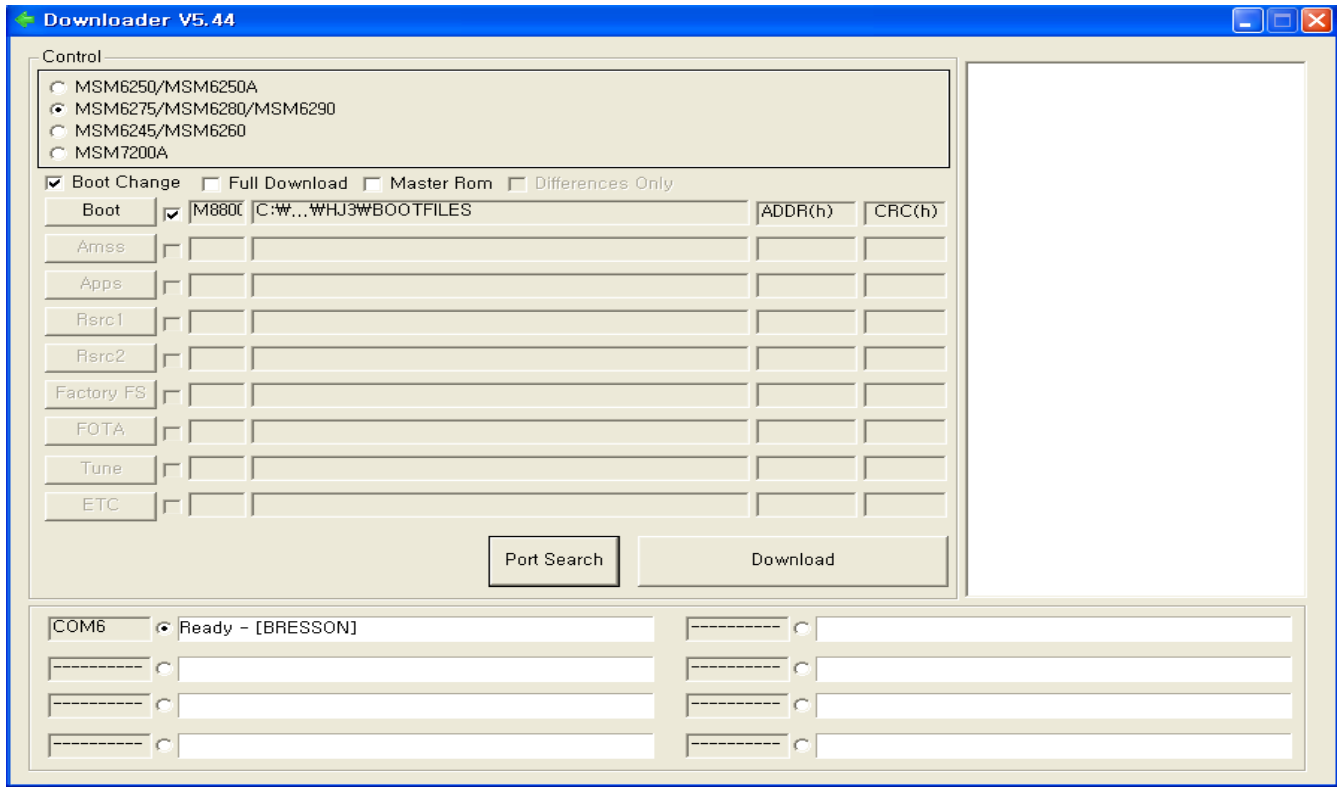 Downloader V5.44
Control
MSM6250/MSM6250A
MSM6275/MSM6280/MSM6290
MSM6245/MSM6260
MSM7200A
Boot Change Full Download Master Rom Differences Only
Boot M880 C:₩...₩HJ3₩BOOTFILES ADDR(h) CRC(h)
Amss
Apps
Rsrc1
Rsrc2
Factory FS
FOTA
Tune
ETC
Port Search Download
COM6 Ready - [BRESSON] ----------
---------- ----------
---------- ----------
---------- ----------